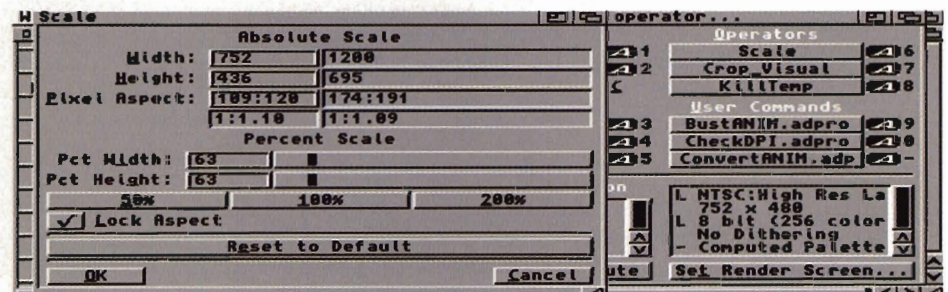 Scale
Absolute Scale
Width: 752 1200
Height: 436 695
Pixel Aspect: 109:120 174:191
1:1.10 1:1.09
Percent Scale
Pct Width: 63
Pct Height: 63
50% 100% 200%
Lock Aspect
Reset to Default
OK Cancel
operator...
Operators
1 Scale 6
2 Crop_Visual 7
KillTemp 8
User Commands
3 BustANIM.adpro 9
4 CheckDPI.adpro 0
5 ConvertANIM.adp -
on
L NTSC:High Res La
752 x 480
L 8 bit (256 color
No Dithering
- Computed Palette
ute Set Render Screen...